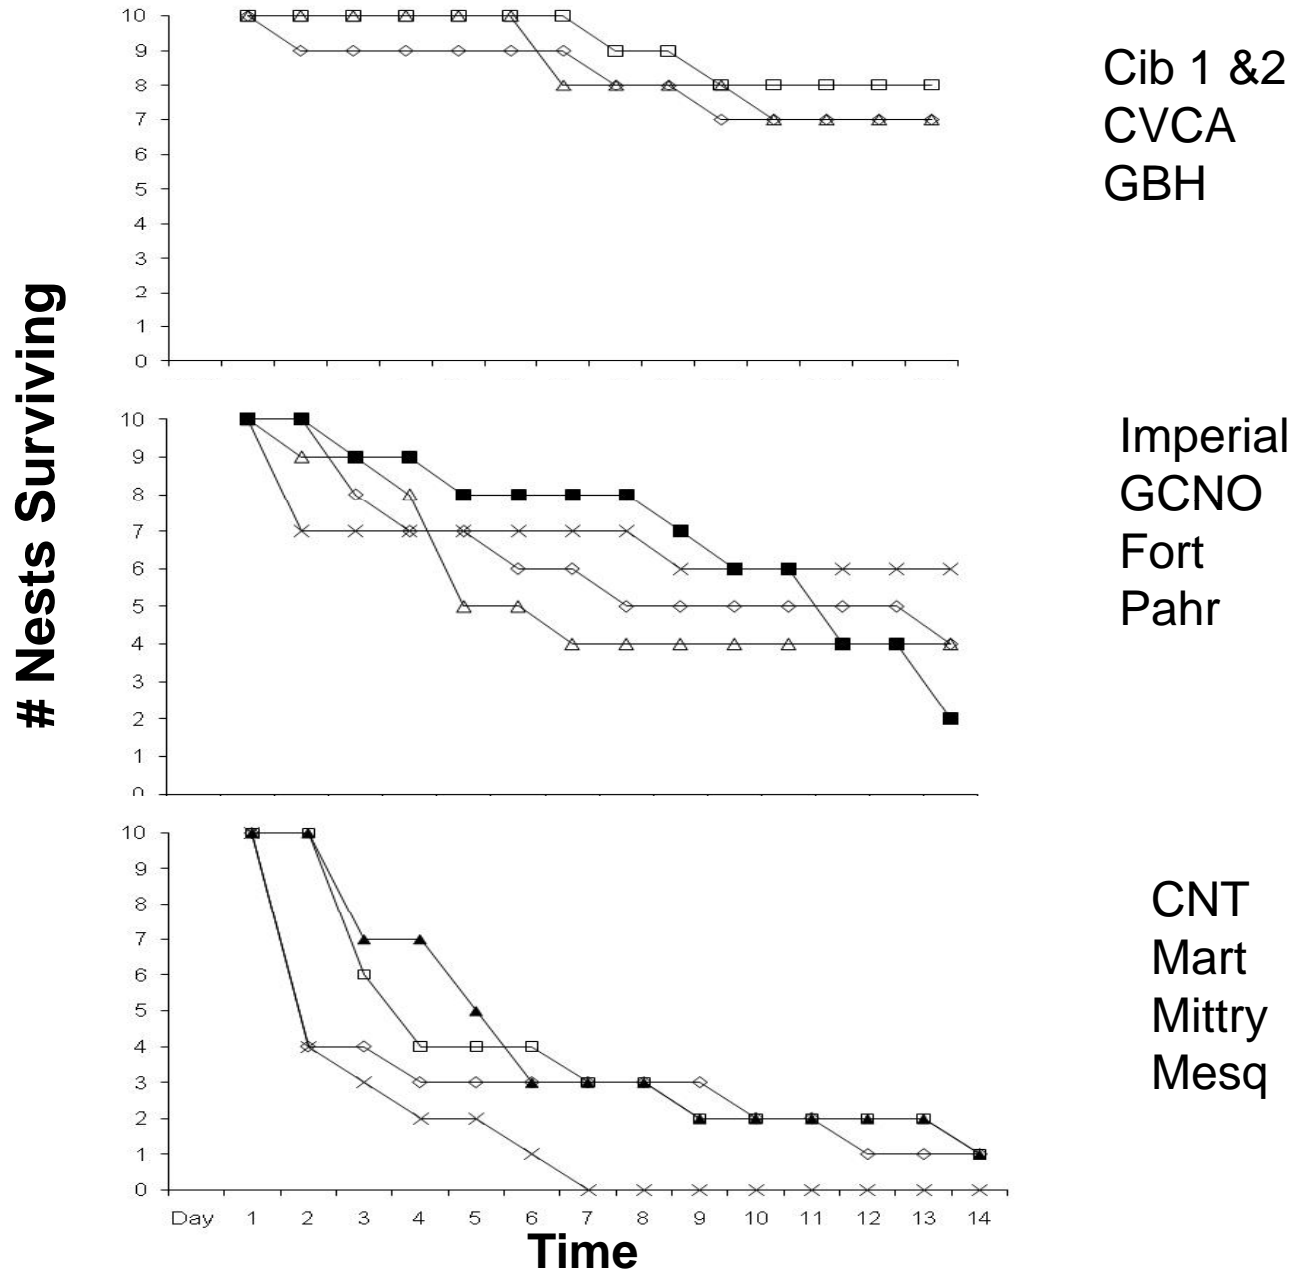 # Nests Surviving
10
9
8
7
6
5
4
3
2
1
0
Cib 1 &2
CVCA
GBH
10
9
8
7
6
5
4
3
2
1
0
Imperial
GCNO
Fort
Pahr
10
9
8
7
6
5
4
3
2
1
0
CNT
Mart
Mittry
Mesq
Day 1 2 3 4 5 6 7 8 9 10 11 12 13 14
Time